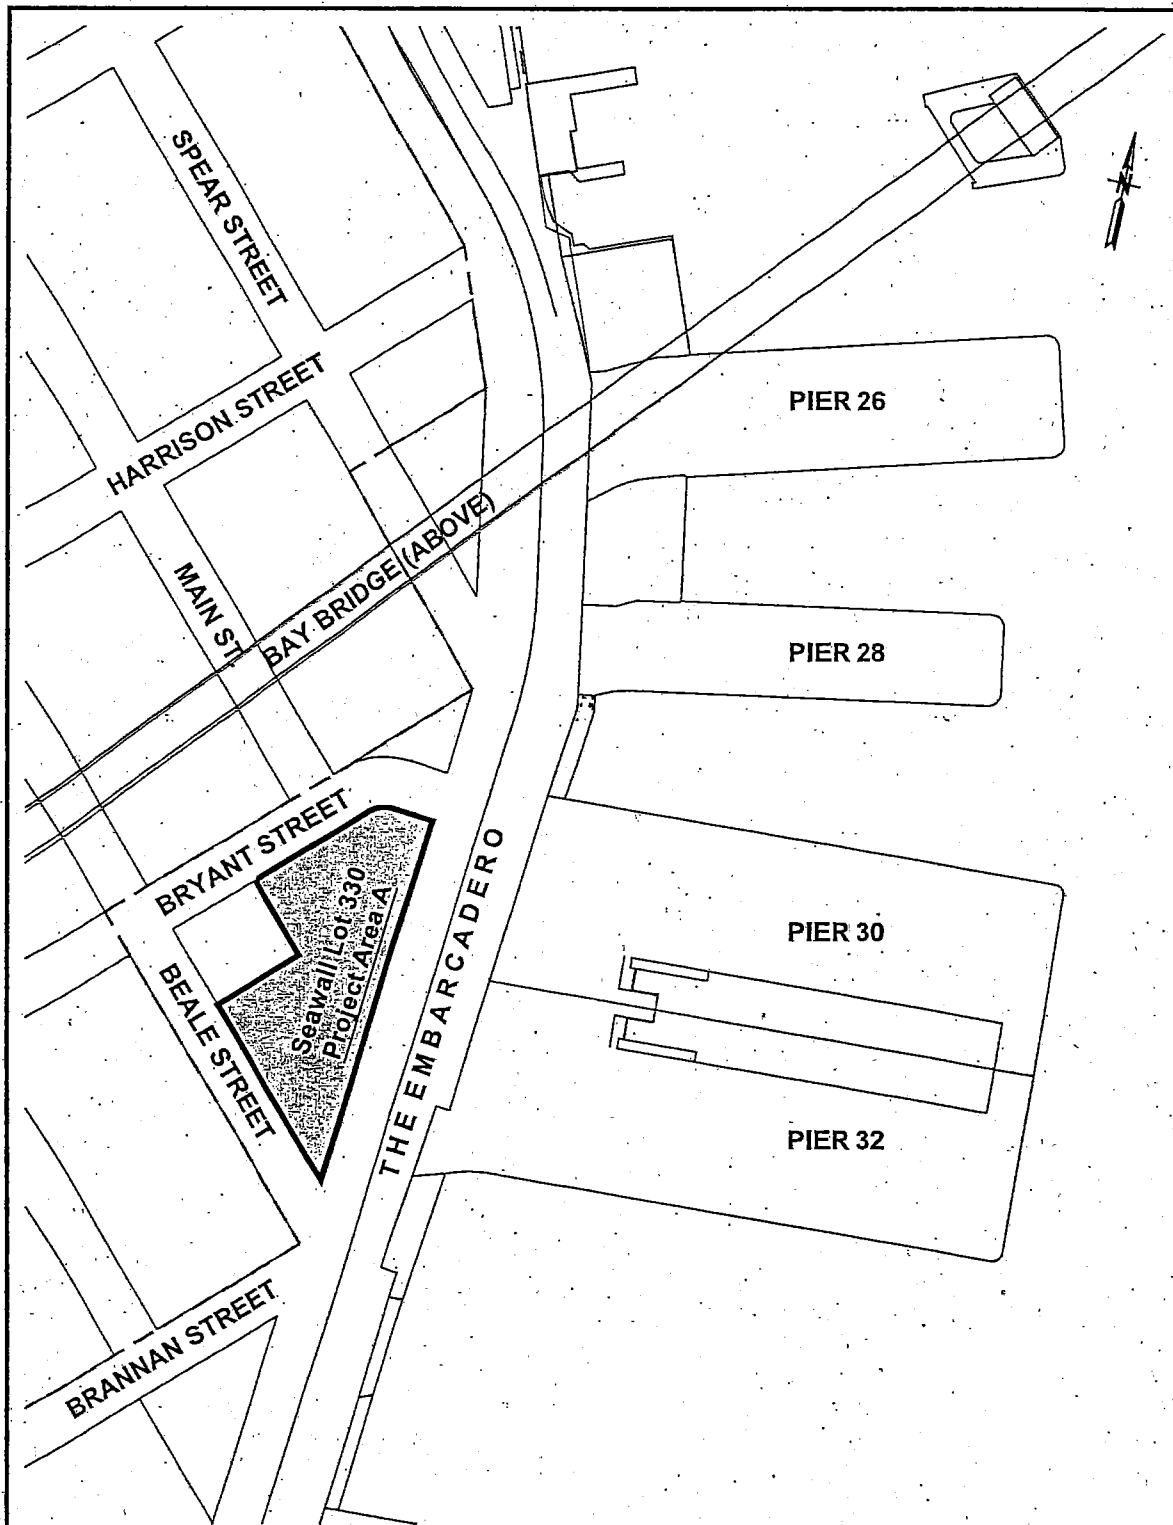 SPEAR STREET
HARRISON STREET
PIER 26
MAIN ST
BAY BRIDGE (ABOVE)
PIER 28
BRYANT STREET
Seawall Lot 330
Project Area A
THE EMBARCADERO
PIER 30
BEALE STREET
PIER 32
BRANNAN STREET
N